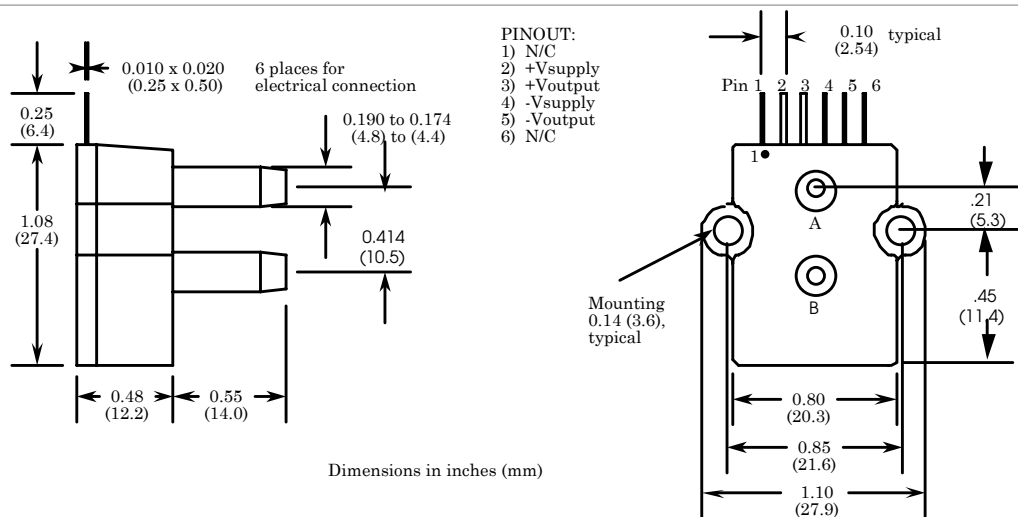 0.010 x 0.020
(0.25 x 0.50)
6 places for
electrical connection
0.25
(6.4)
0.190 to 0.174
(4.8) to (4.4)
1.08
(27.4)
0.414
(10.5)
0.48
(12.2)
0.55
(14.0)
Dimensions in inches (mm)
PINOUT:
1) N/C
2) +Vsupply
3) +Voutput
4) -Vsupply
5) -Voutput
6) N/C
0.10 typical
(2.54)
Pin 1 2 3 4 5 6
1
A
B
.21
(5.3)
.45
(11.4)
Mounting
0.14 (3.6),
typical
0.80
(20.3)
0.85
(21.6)
1.10
(27.9)